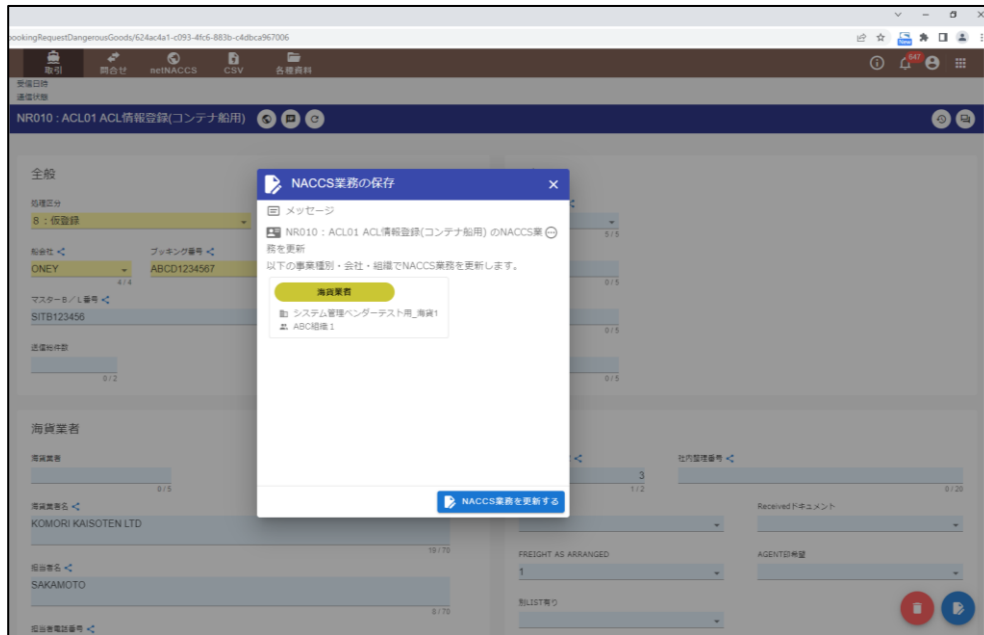 ookingRequestDangerousGoods/624ac4a1-c093-4fc6-883b-c4dbca967006
取引
問合せ
netNACCS
CSV
各種資料
647
受信日時
通信状態
NR010 : ACL01 ACL情報登録(コンテナ船用)
全般
処理区分
8 : 仮登録
船会社
ブッキング番号
ONEY
ABCD1234567
4 / 4
マスターB／L番号
SITB123456
送信始件数
0 / 2
5 / 5
0 / 5
0 / 5
0 / 5
NACCS業務の保存
メッセージ
NR010 : ACL01 ACL情報登録(コンテナ船用) のNACCS業
務を更新
以下の事業種別・会社・組織でNACCS業務を更新します。
海貨業者
システム管理ベンダーテスト用_海貨1
ABC組織１
NACCS業務を更新する
海貨業者
海貨業者
0 / 5
海貨業者名
KOMORI KAISOTEN LTD
19 / 70
担当者名
SAKAMOTO
8 / 70
担当者電話番号
3
1 / 2
社内整理番号
0 / 20
Receivedドキュメント
FREIGHT AS ARRANGED
1
AGENT印希望
別LIST有り